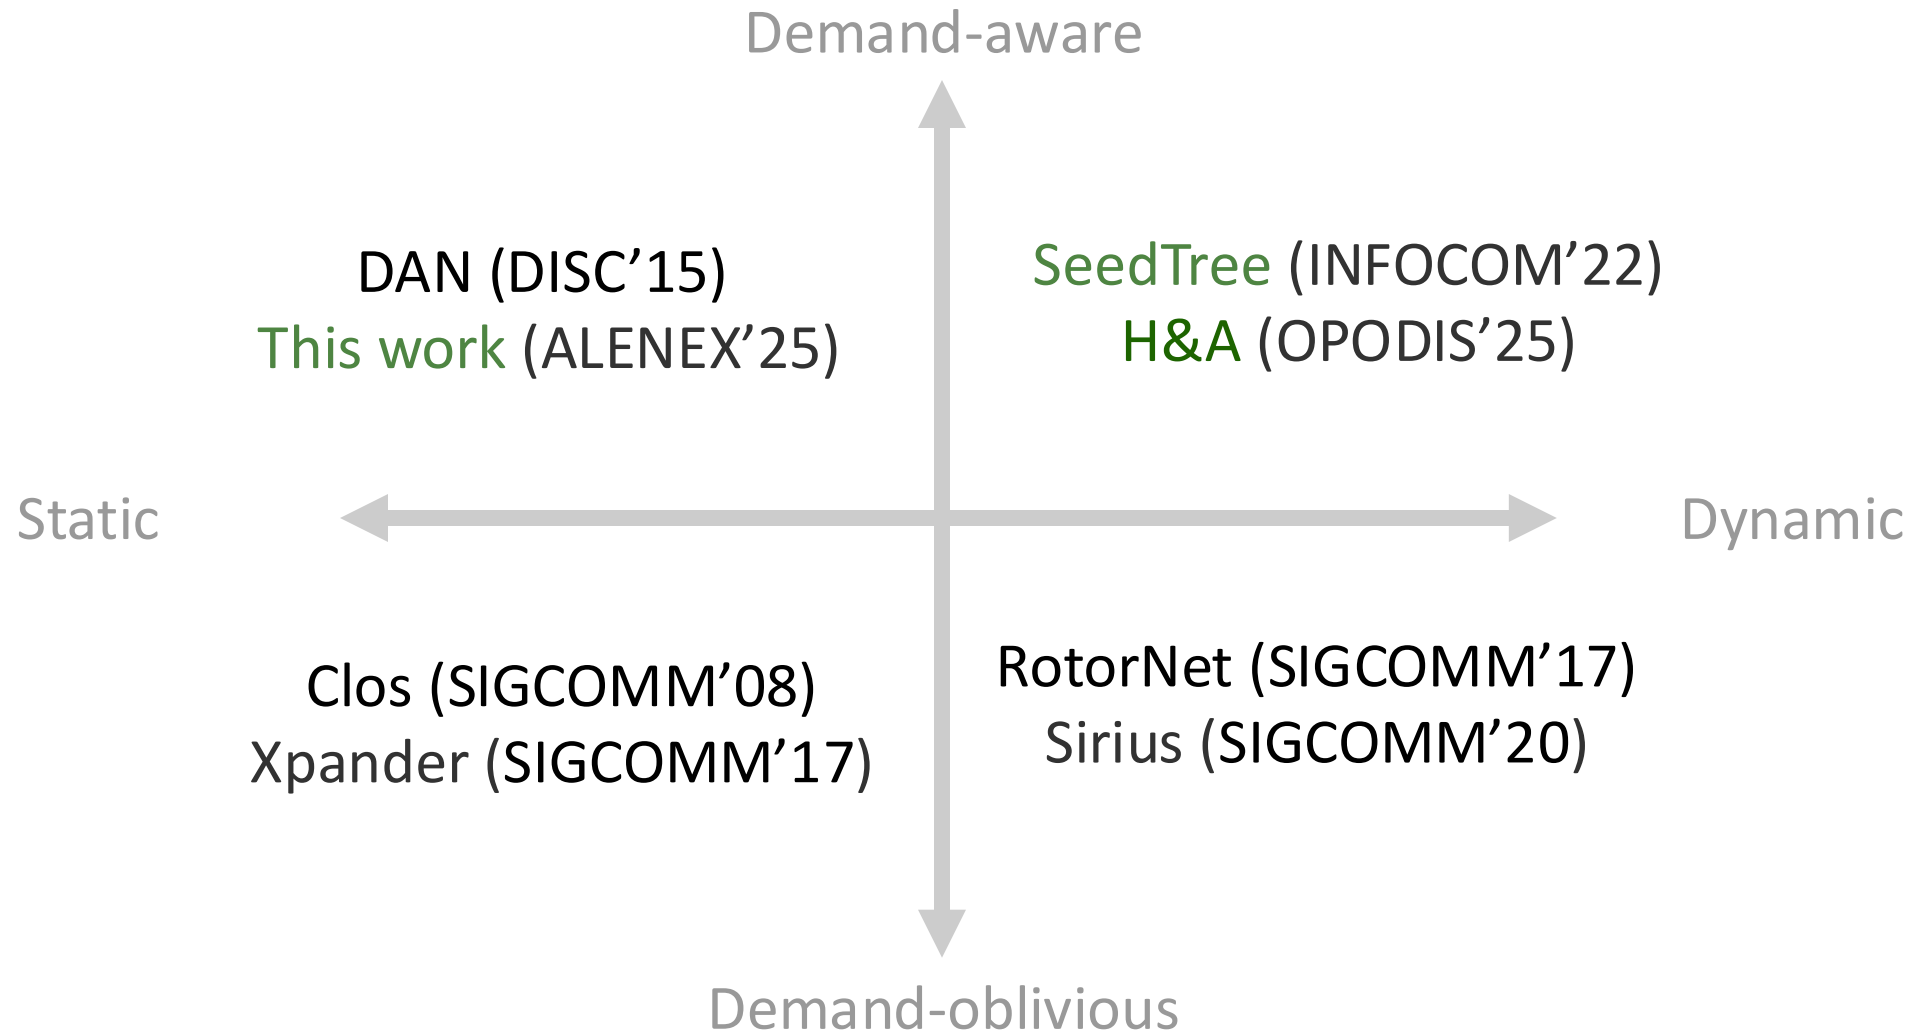 Demand-aware
DAN (DISC’15)
This work (ALENEX’25)
SeedTree (INFOCOM’22)
H&A (OPODIS’25)
Static
Dynamic
Clos (SIGCOMM’08)
Xpander (SIGCOMM’17)
RotorNet (SIGCOMM’17)
Sirius (SIGCOMM’20)
Demand-oblivious